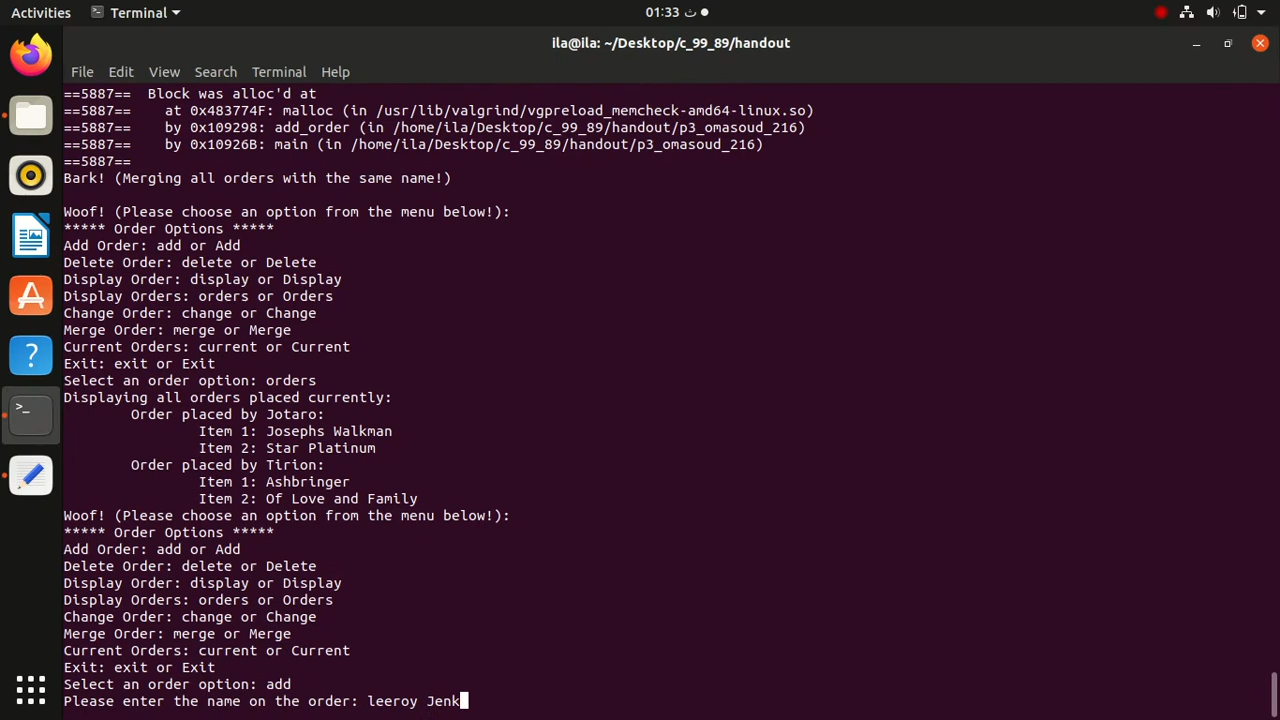 Activities
Terminal
01:33 ث
ila@ila: ~/Desktop/c_99_89/handout
File Edit View Search Terminal Help
==5887==  Block was alloc'd at
==5887==    at 0x483774F: malloc (in /usr/lib/valgrind/vgpreload_memcheck-amd64-linux.so)
==5887==    by 0x109298: add_order (in /home/ila/Desktop/c_99_89/handout/p3_omasoud_216)
==5887==    by 0x10926B: main (in /home/ila/Desktop/c_99_89/handout/p3_omasoud_216)
==5887==
Bark! (Merging all orders with the same name!)
Woof! (Please choose an option from the menu below!):
***** Order Options *****
Add Order: add or Add
Delete Order: delete or Delete
Display Order: display or Display
Display Orders: orders or Orders
Change Order: change or Change
Merge Order: merge or Merge
Current Orders: current or Current
Exit: exit or Exit
Select an order option: orders
Displaying all orders placed currently:
Order placed by Jotaro:
Item 1: Josephs Walkman
Item 2: Star Platinum
Order placed by Tirion:
Item 1: Ashbringer
Item 2: Of Love and Family
Woof! (Please choose an option from the menu below!):
***** Order Options *****
Add Order: add or Add
Delete Order: delete or Delete
Display Order: display or Display
Display Orders: orders or Orders
Change Order: change or Change
Merge Order: merge or Merge
Current Orders: current or Current
Exit: exit or Exit
Select an order option: add
Please enter the name on the order: leeroy Jenk